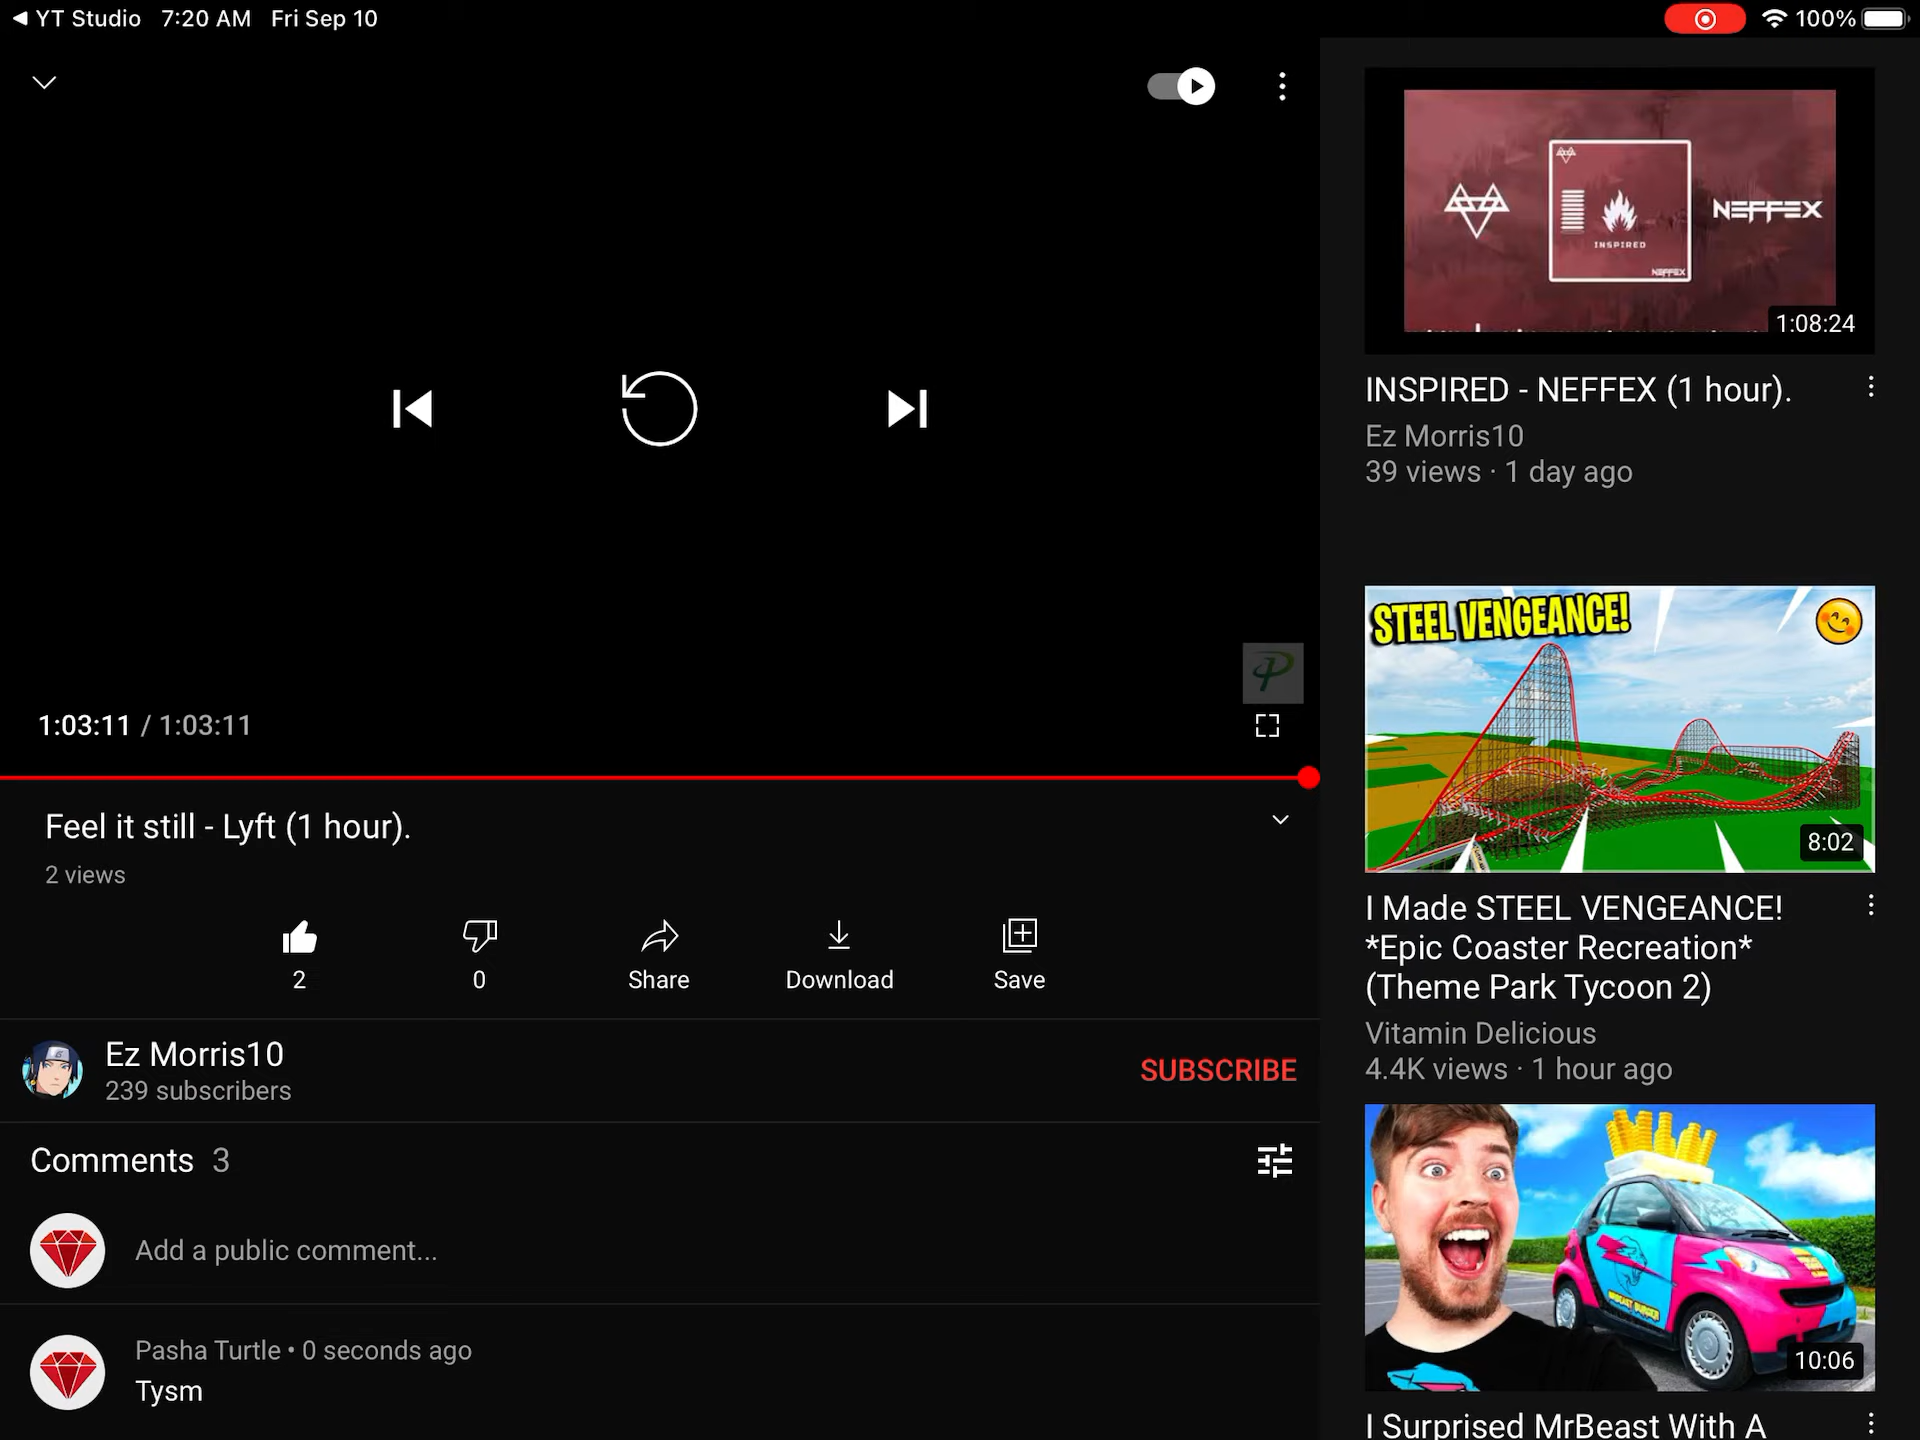 YT Studio 7:20 AM Fri Sep 10
100%
1:03:11 / 1:03:11
Feel it still - Lyft (1 hour).
2 views
2
0
Share
Download
Save
Ez Morris10
239 subscribers
SUBSCRIBE
Comments 3
Add a public comment...
Pasha Turtle • 0 seconds ago
Tysm
INSPIRED
NEFFEX
NEFFEX
1:08:24
INSPIRED - NEFFEX (1 hour).
Ez Morris10
39 views · 1 day ago
STEEL VENGEANCE!
8:02
I Made STEEL VENGEANCE!
*Epic Coaster Recreation*
(Theme Park Tycoon 2)
Vitamin Delicious
4.4K views · 1 hour ago
10:06
I Surprised MrBeast With A